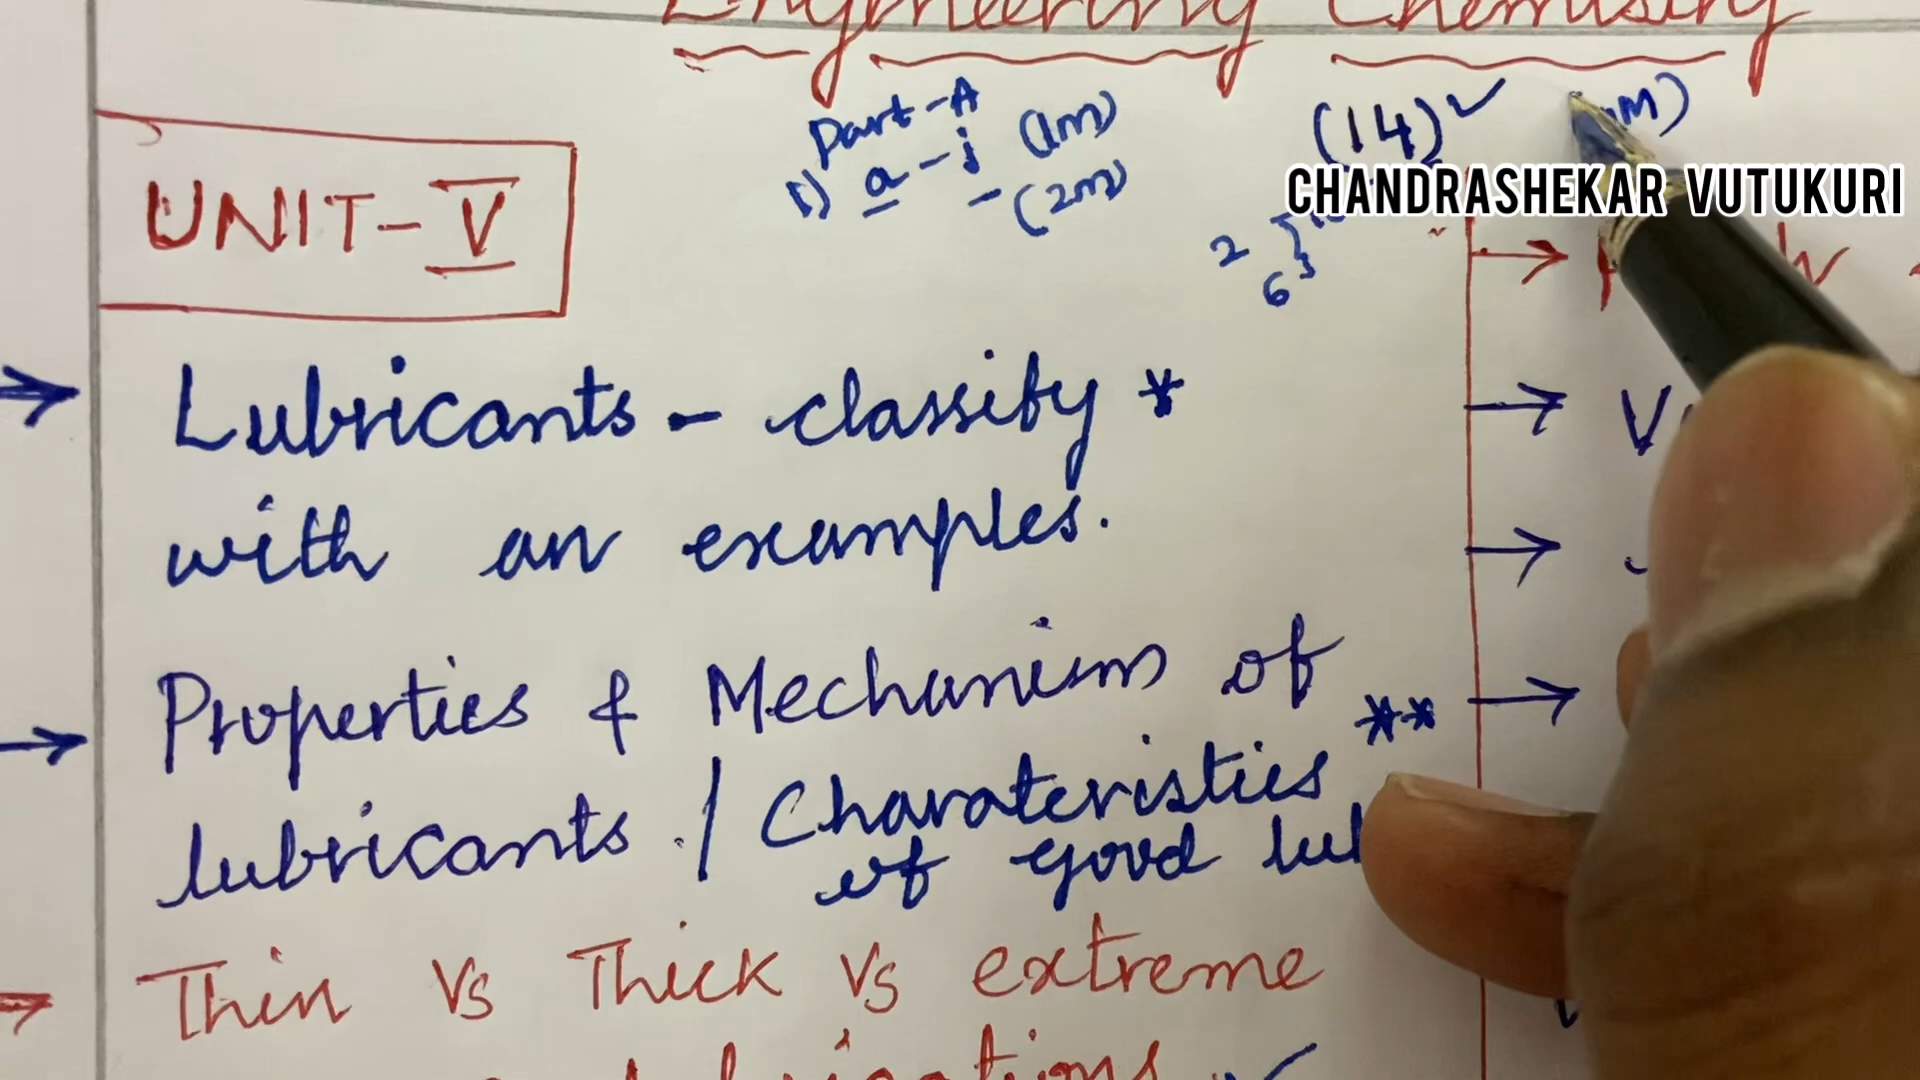 Engineering Chemistry
Part-A
1) a - j (1m)
- (2m)
(14) ✓
M)
CHANDRASHEKAR VUTUKURI
2
6
UNIT-V
Lubricants - classify *
with an examples.
Properties & Mechanism of
lubricants. / Charateristics **
of good lub
Thin Vs Thick Vs extreme